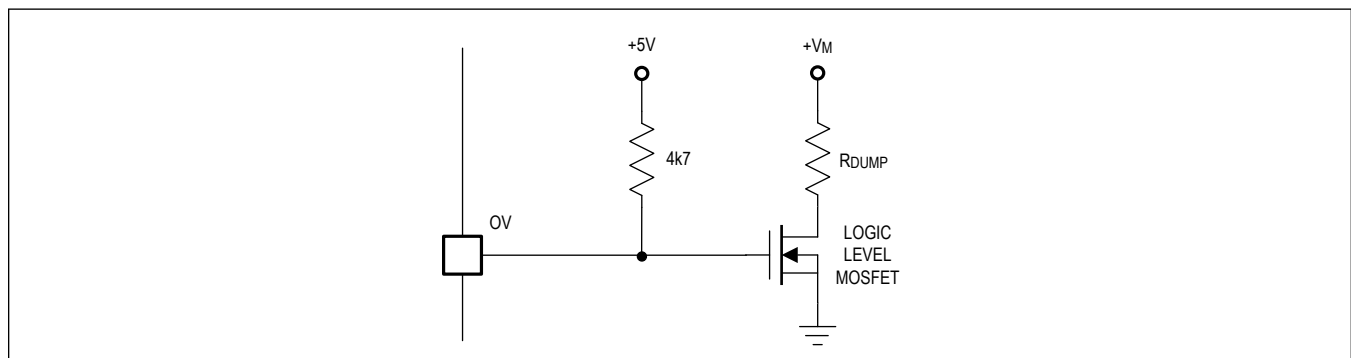 +5V
+VM
4k7
RDUMP
OV
LOGIC
LEVEL
MOSFET